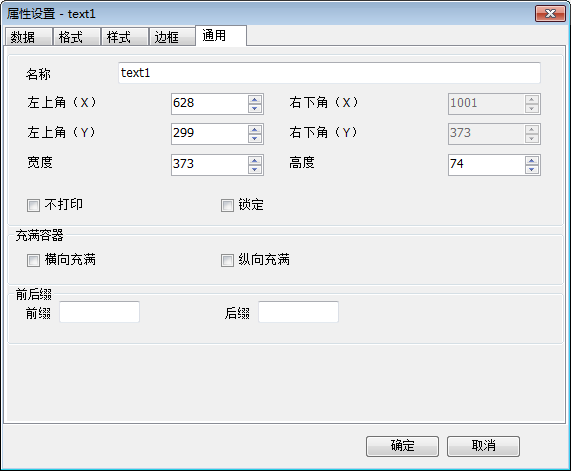 属性设置 - text1
数据 格式 样式 边框 通用
名称 text1
左上角（X） 628 右下角（X） 1001
左上角（Y） 299 右下角（Y） 373
宽度 373 高度 74
不打印 锁定
充满容器
横向充满 纵向充满
前后缀
前缀 后缀
确定 取消